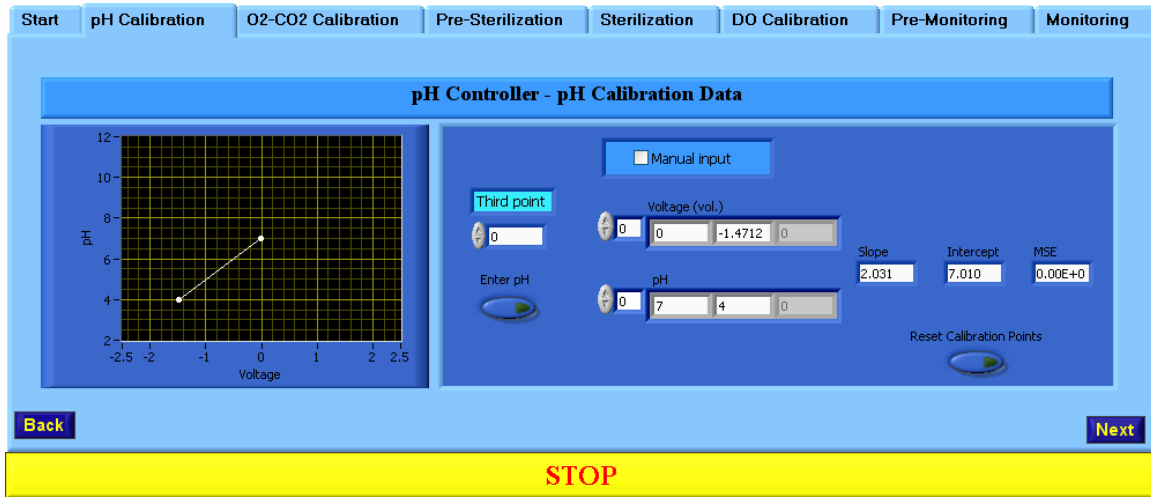 Start pH Calibration O2-CO2 Calibration Pre-Sterilization Sterilization DO Calibration Pre-Monitoring Monitoring
pH Controller - pH Calibration Data
12
10
8
6
4
2
pH
-2.5 -2 -1 0 1 2 2.5
Voltage
Manual input
Third point
0
Enter pH
Voltage (vol.)
0 0 -1.4712 0
pH
0 7 4 0
Slope Intercept MSE
2.031 7.010 0.00E+0
Reset Calibration Points
Back Next
STOP